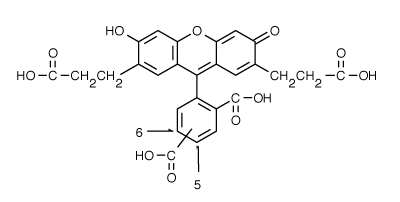 HO O O
O O
HO-C-CH2CH2 CH2CH2-C-OH
C-OH
O
6
HO-C
O
5